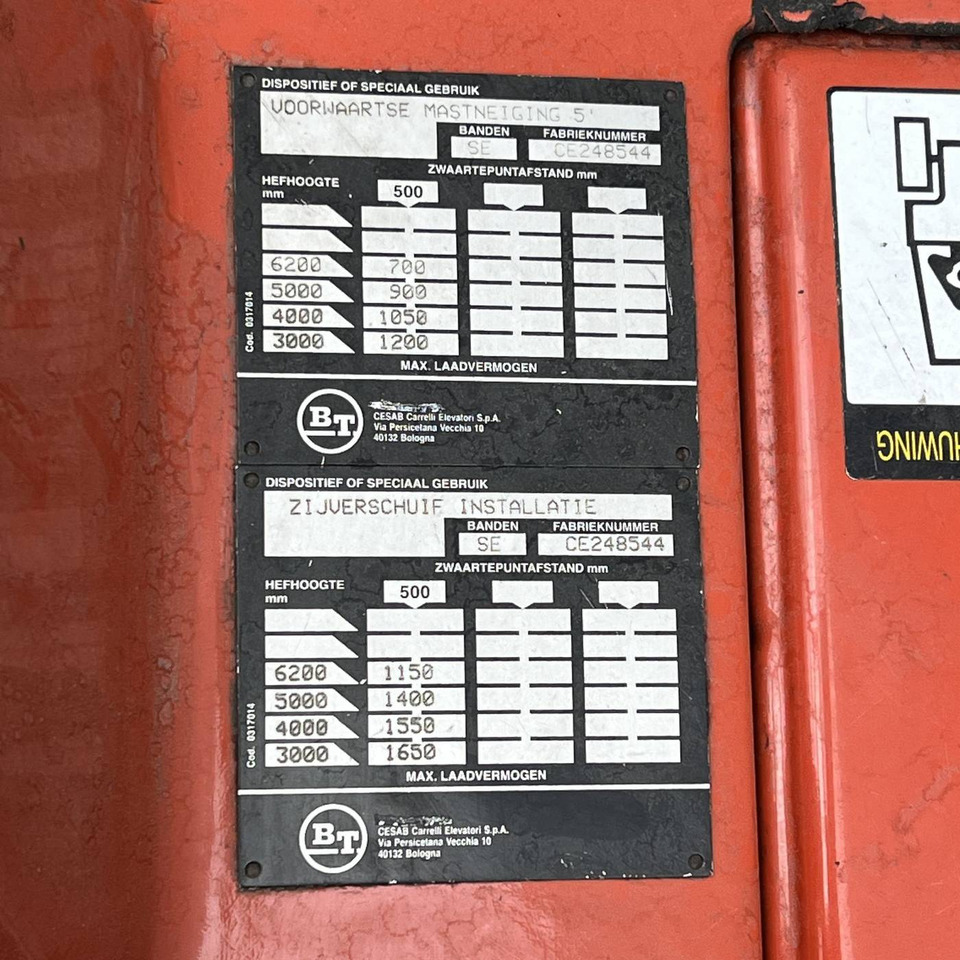 DISPOSITIEF OF SPECIAAL GEBRUIK
VOORWAARTSE MASTNEIGING 5'
BANDEN FABRIEKNUMMER
SE CE248544
ZWAARTEPUNTAFSTAND mm
HEFHOOGTE
mm
500
6200 700
5000 900
4000 1050
3000 1200
Cod. 0317014
MAX. LAADVERMOGEN
BT
CESAB Carrelli Elevatori S.p.A.
Via Persicetana Vecchia 10
40132 Bologna
DISPOSITIEF OF SPECIAAL GEBRUIK
ZIJVERSCHUIF INSTALLATIE
BANDEN FABRIEKNUMMER
SE CE248544
ZWAARTEPUNTAFSTAND mm
HEFHOOGTE
mm
500
6200 1150
5000 1400
4000 1550
3000 1650
Cod. 0317014
MAX. LAADVERMOGEN
BT
CESAB Carrelli Elevatori S.p.A.
Via Persicetana Vecchia 10
40132 Bologna
HUWING